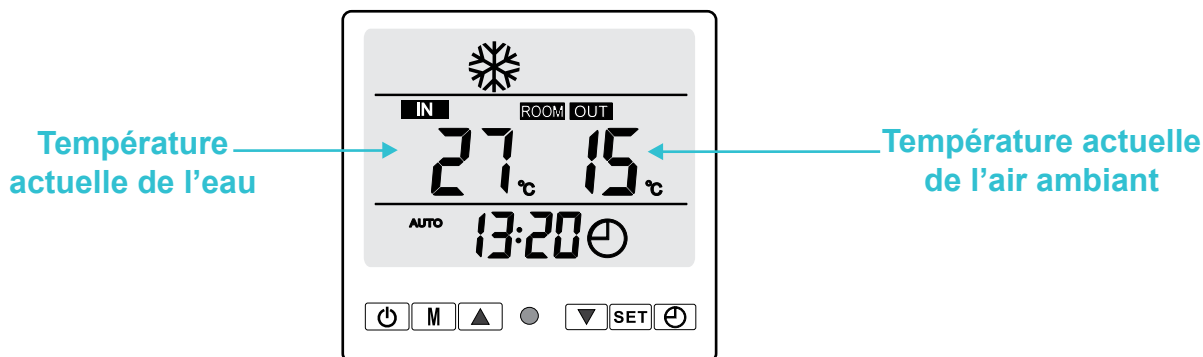 IN ROOM OUT
Température
actuelle de l’eau
27 °C 15 °C
Température actuelle
de l’air ambiant
AUTO 13:20
M SET